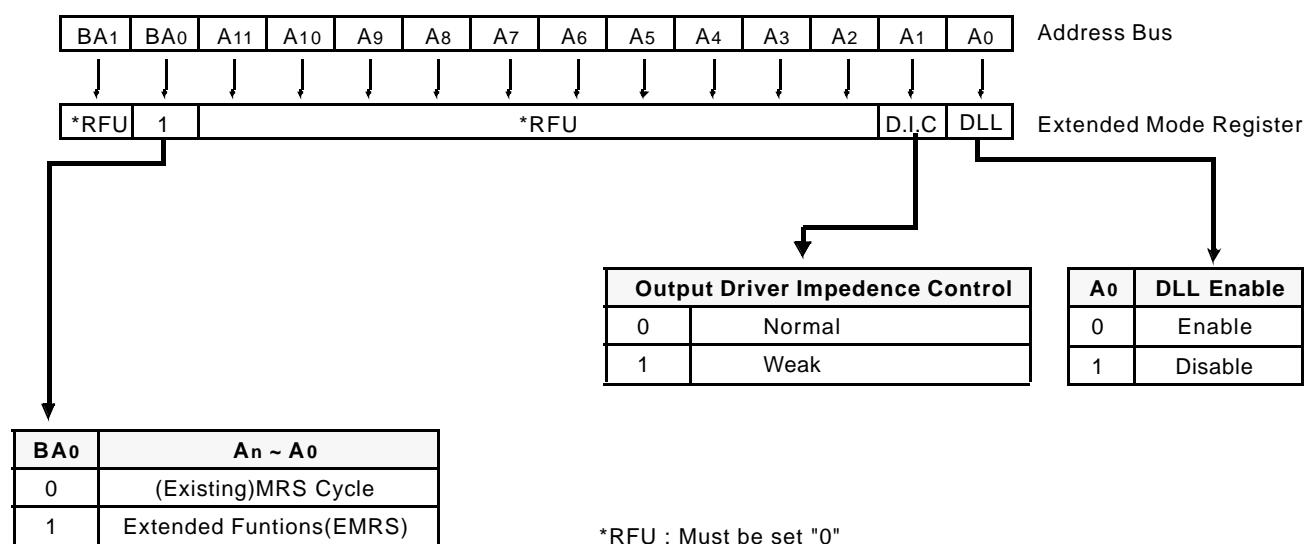 BA1 BA0 A11 A10 A9 A8 A7 A6 A5 A4 A3 A2 A1 A0 Address Bus
*RFU 1 *RFU D.I.C DLL Extended Mode Register
Output Driver Impedence Control
0 Normal
1 Weak
A0 DLL Enable
0 Enable
1 Disable
BA0 An ~ A0
0 (Existing)MRS Cycle
1 Extended Funtions(EMRS)
*RFU : Must be set "0"